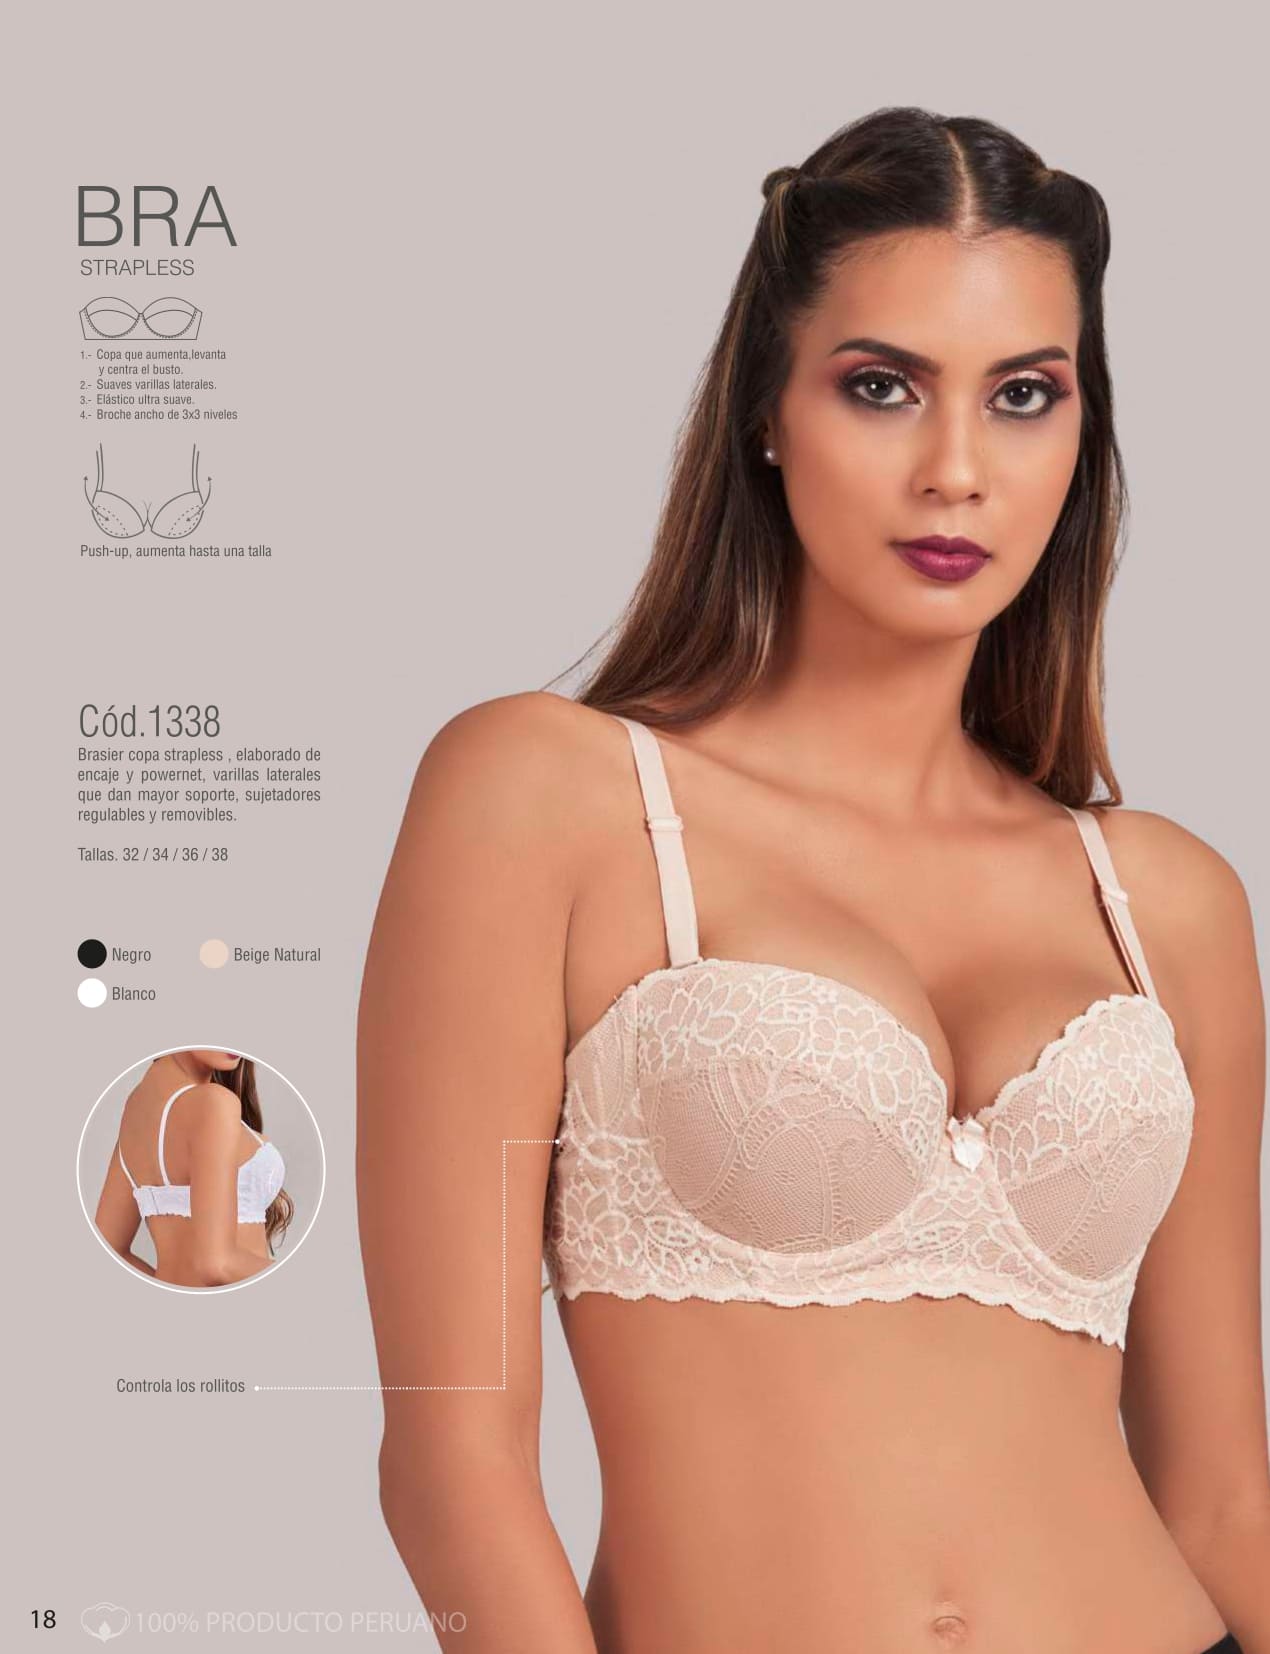 BRA
STRAPLESS
1.- Copa que aumenta,levanta
y centra el busto.
2.- Suaves varillas laterales.
3.- Elástico ultra suave.
4.- Broche ancho de 3x3 niveles
Push-up, aumenta hasta una talla
Cód.1338
Brasier copa strapless , elaborado de
encaje y powernet, varillas laterales
que dan mayor soporte, sujetadores
regulables y removibles.
Tallas. 32 / 34 / 36 / 38
Negro
Beige Natural
Blanco
Controla los rollitos
18
100% PRODUCTO PERUANO